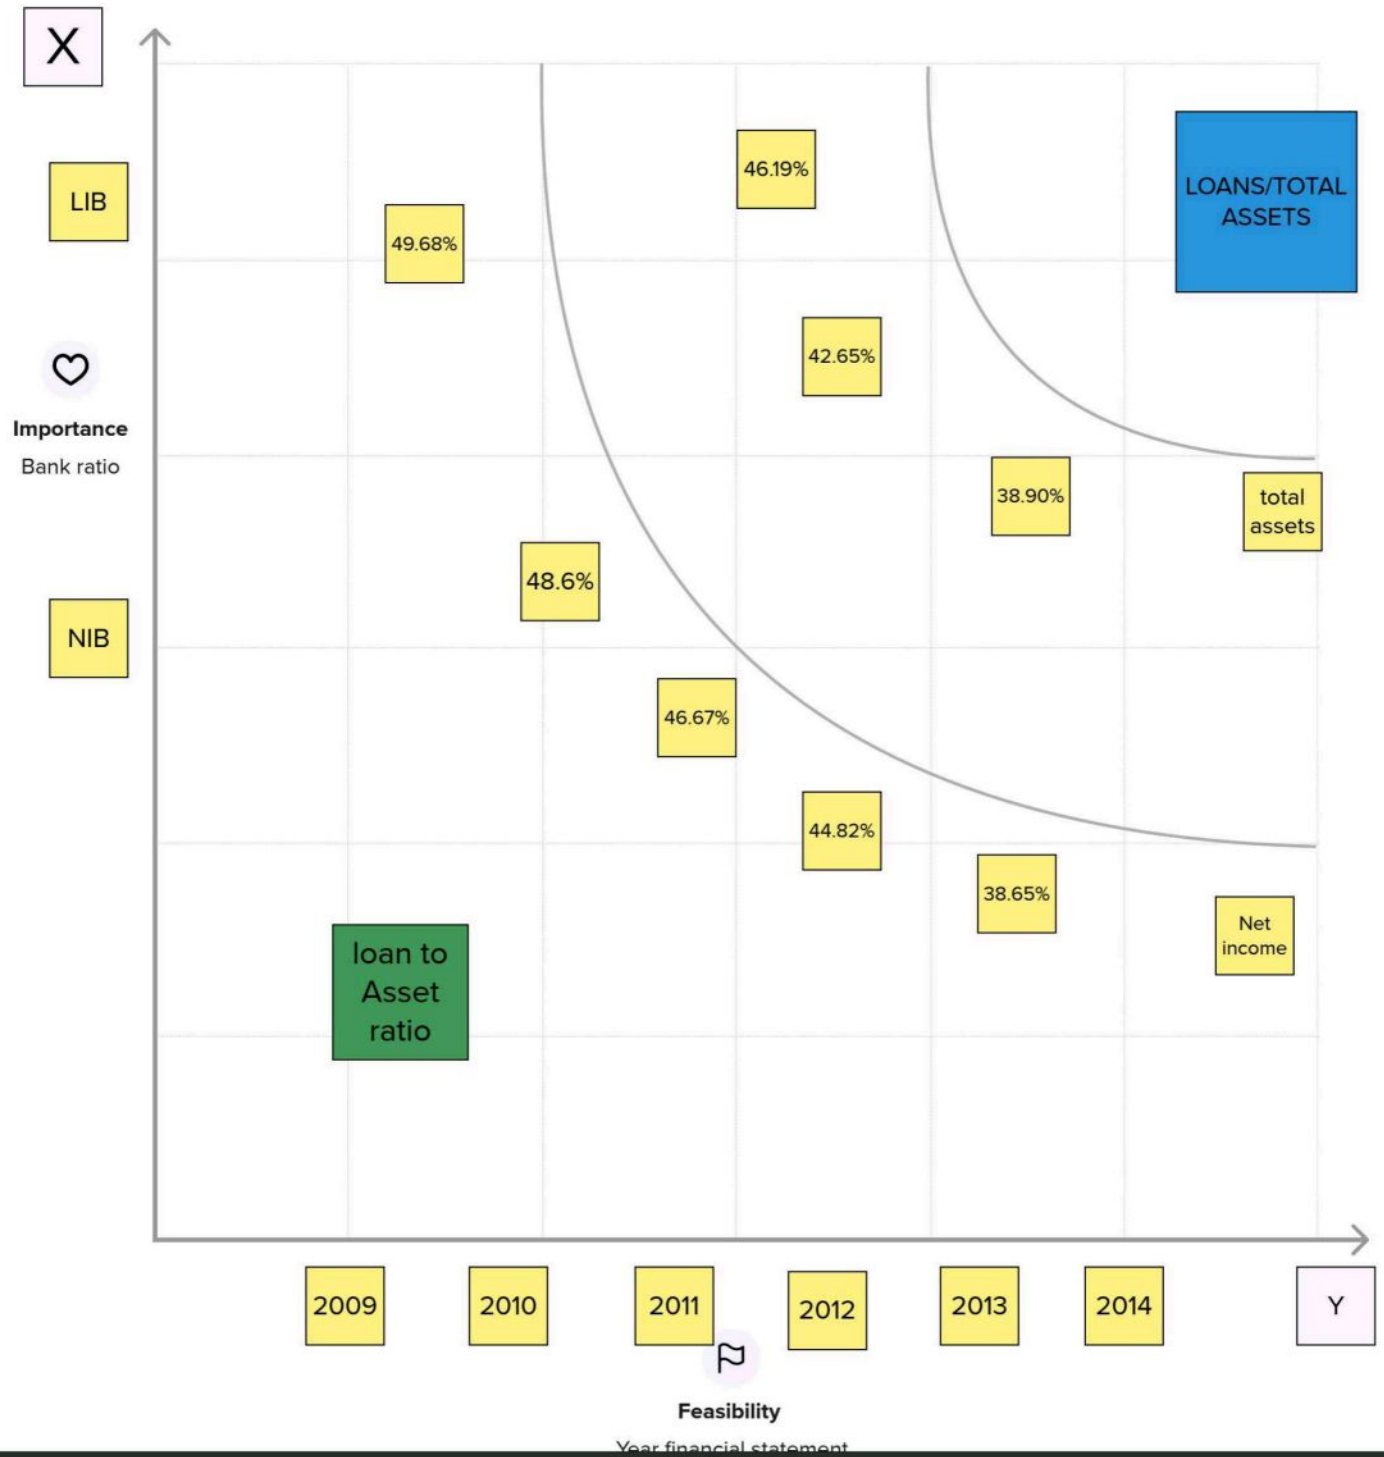 X
LIB
46.19%
LOANS/TOTAL
ASSETS
49.68%
42.65%
Importance
Bank ratio
38.90%
total
assets
48.6%
NIB
46.67%
44.82%
38.65%
Net
income
loan to
Asset
ratio
2009
2010
2011
2012
2013
2014
Y
Feasibility
Year financial statement